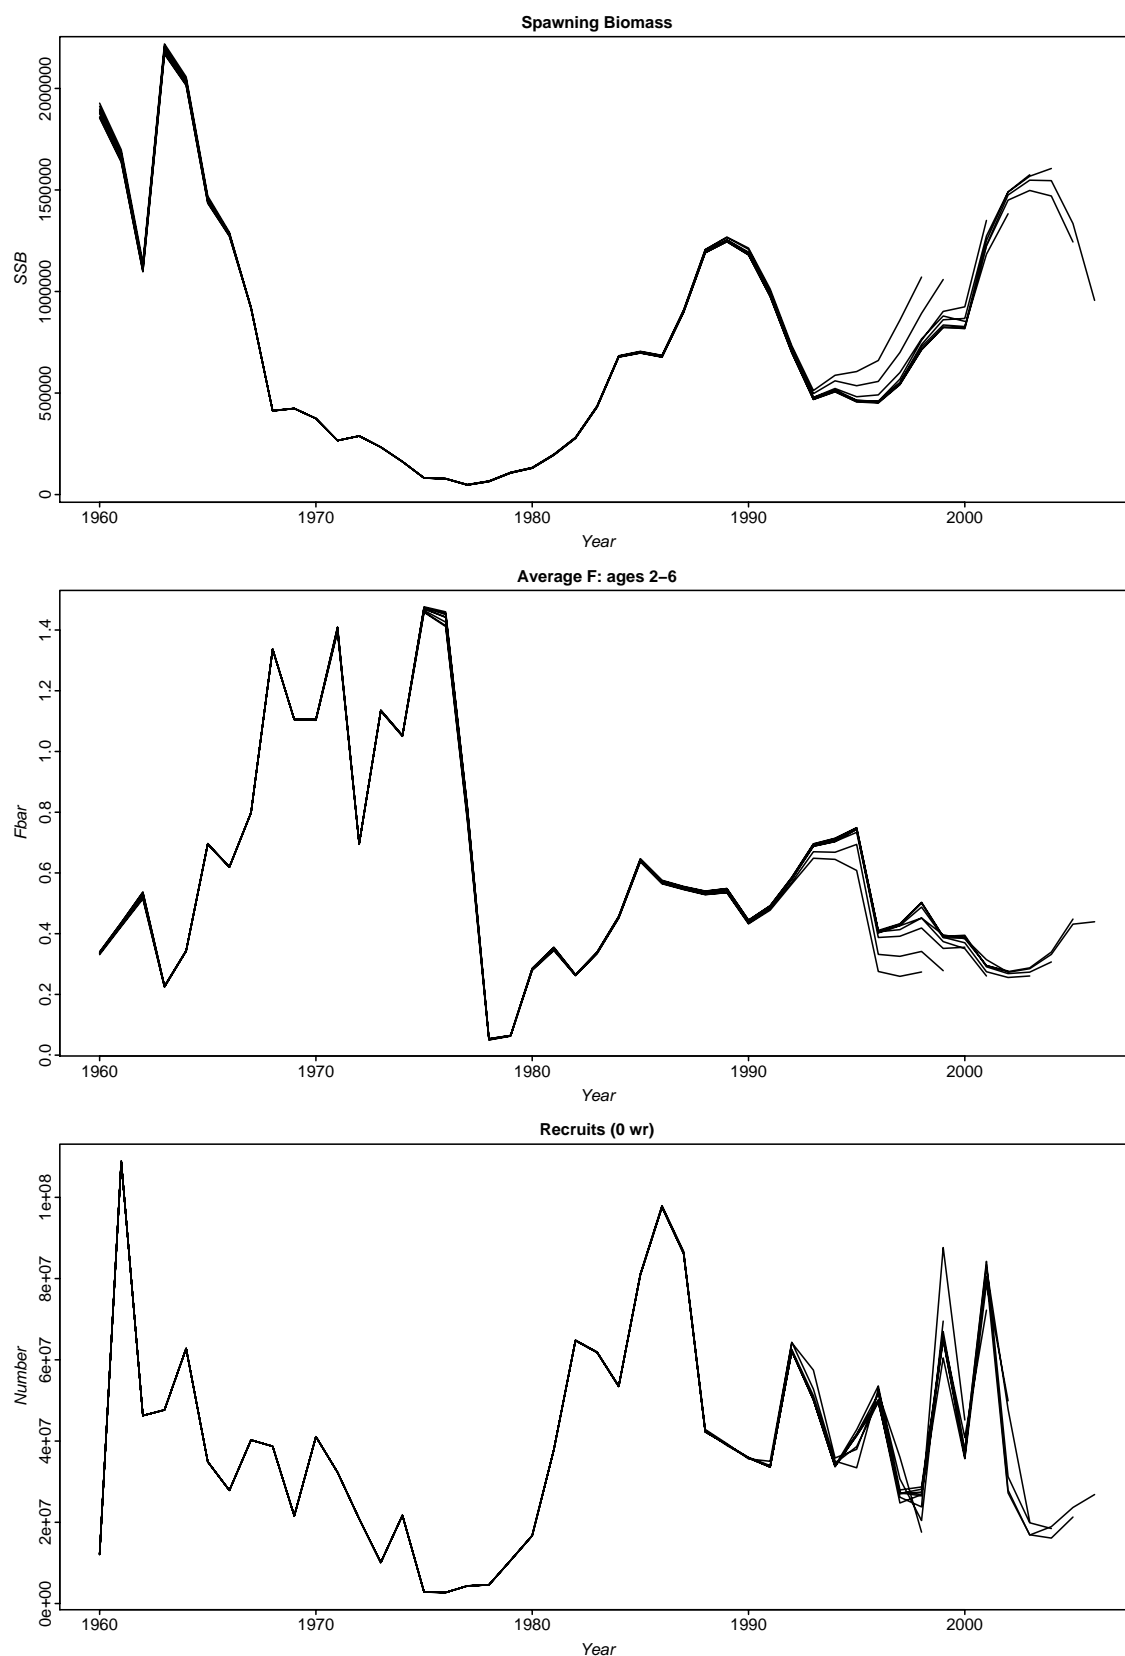 Spawning Biomass
2000000
1500000
1000000
500000
0
SSB
1960 1970 1980 1990 2000
Year
Average F: ages 2–6
1.4
1.2
1.0
0.8
0.6
0.4
0.2
0.0
Fbar
1960 1970 1980 1990 2000
Year
Recruits (0 wr)
1e+08
8e+07
6e+07
4e+07
2e+07
0e+00
Number
1960 1970 1980 1990 2000
Year